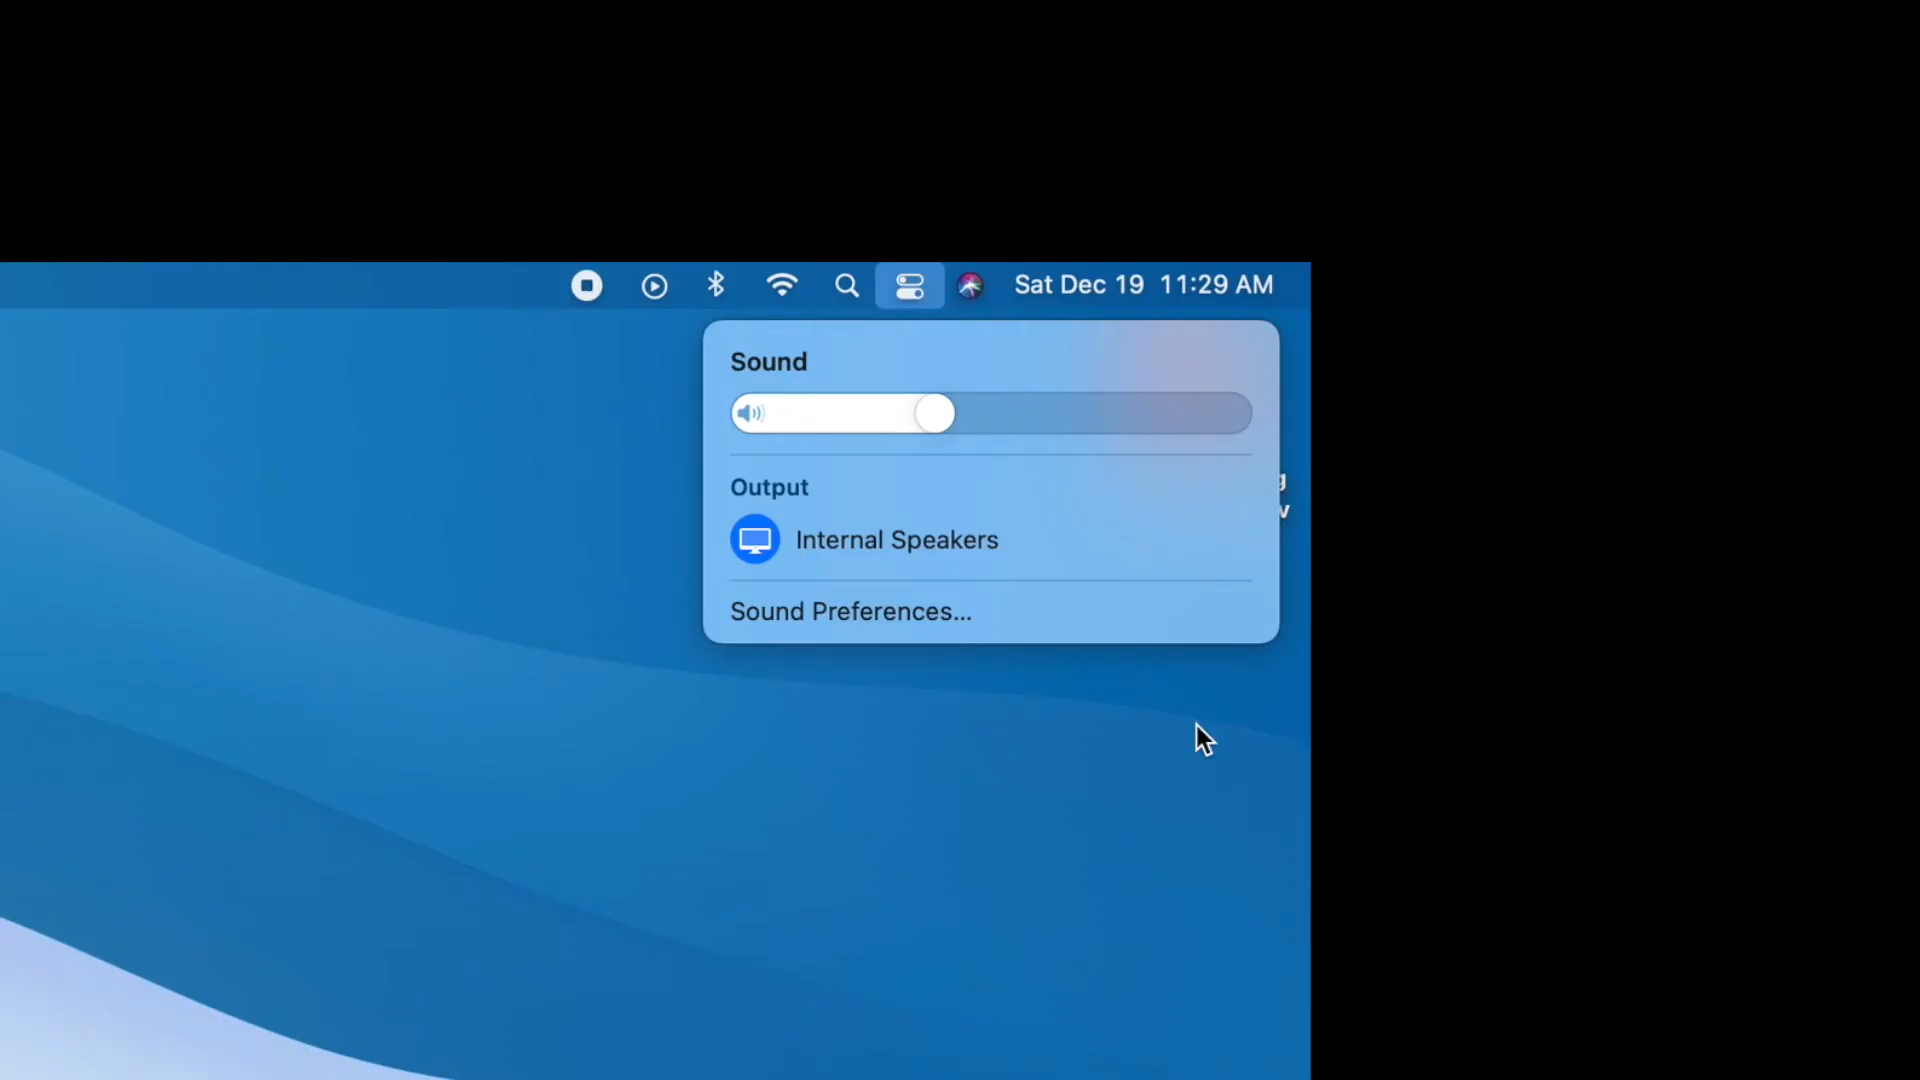 Sat Dec 19 11:29 AM
Sound
Output
g
v
Internal Speakers
Sound Preferences...